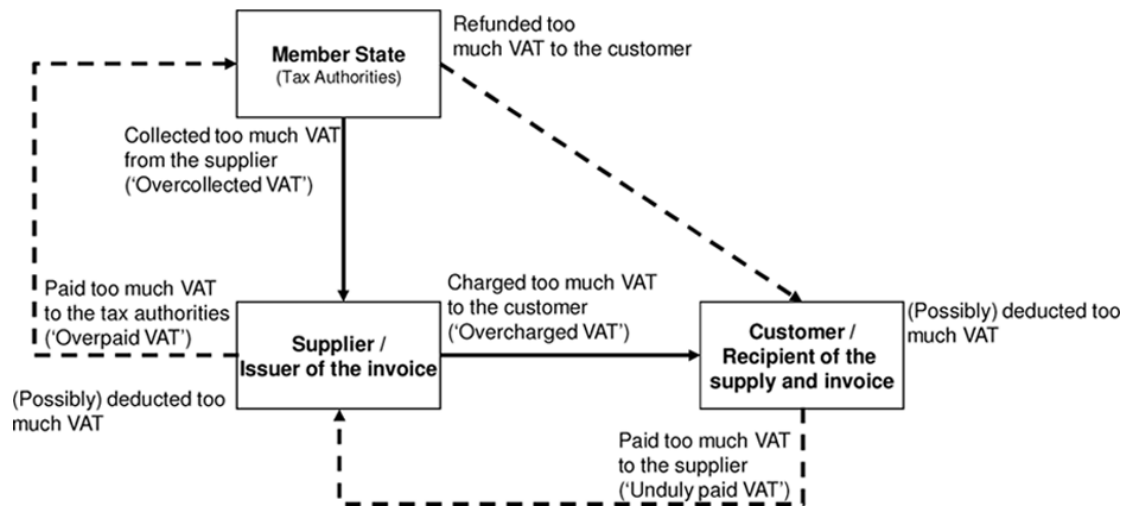 Refunded too
much VAT to the customer
Member State
(Tax Authorities)
Collected too much VAT
from the supplier
(‘Overcollected VAT’)
Paid too much VAT
to the tax authorities
(‘Overpaid VAT’)
Charged too much VAT
to the customer
(‘Overcharged VAT’)
(Possibly) deducted too
much VAT
Supplier /
Issuer of the invoice
Customer /
Recipient of the
supply and invoice
(Possibly) deducted too
much VAT
Paid too much VAT
to the supplier
(‘Unduly paid VAT’)